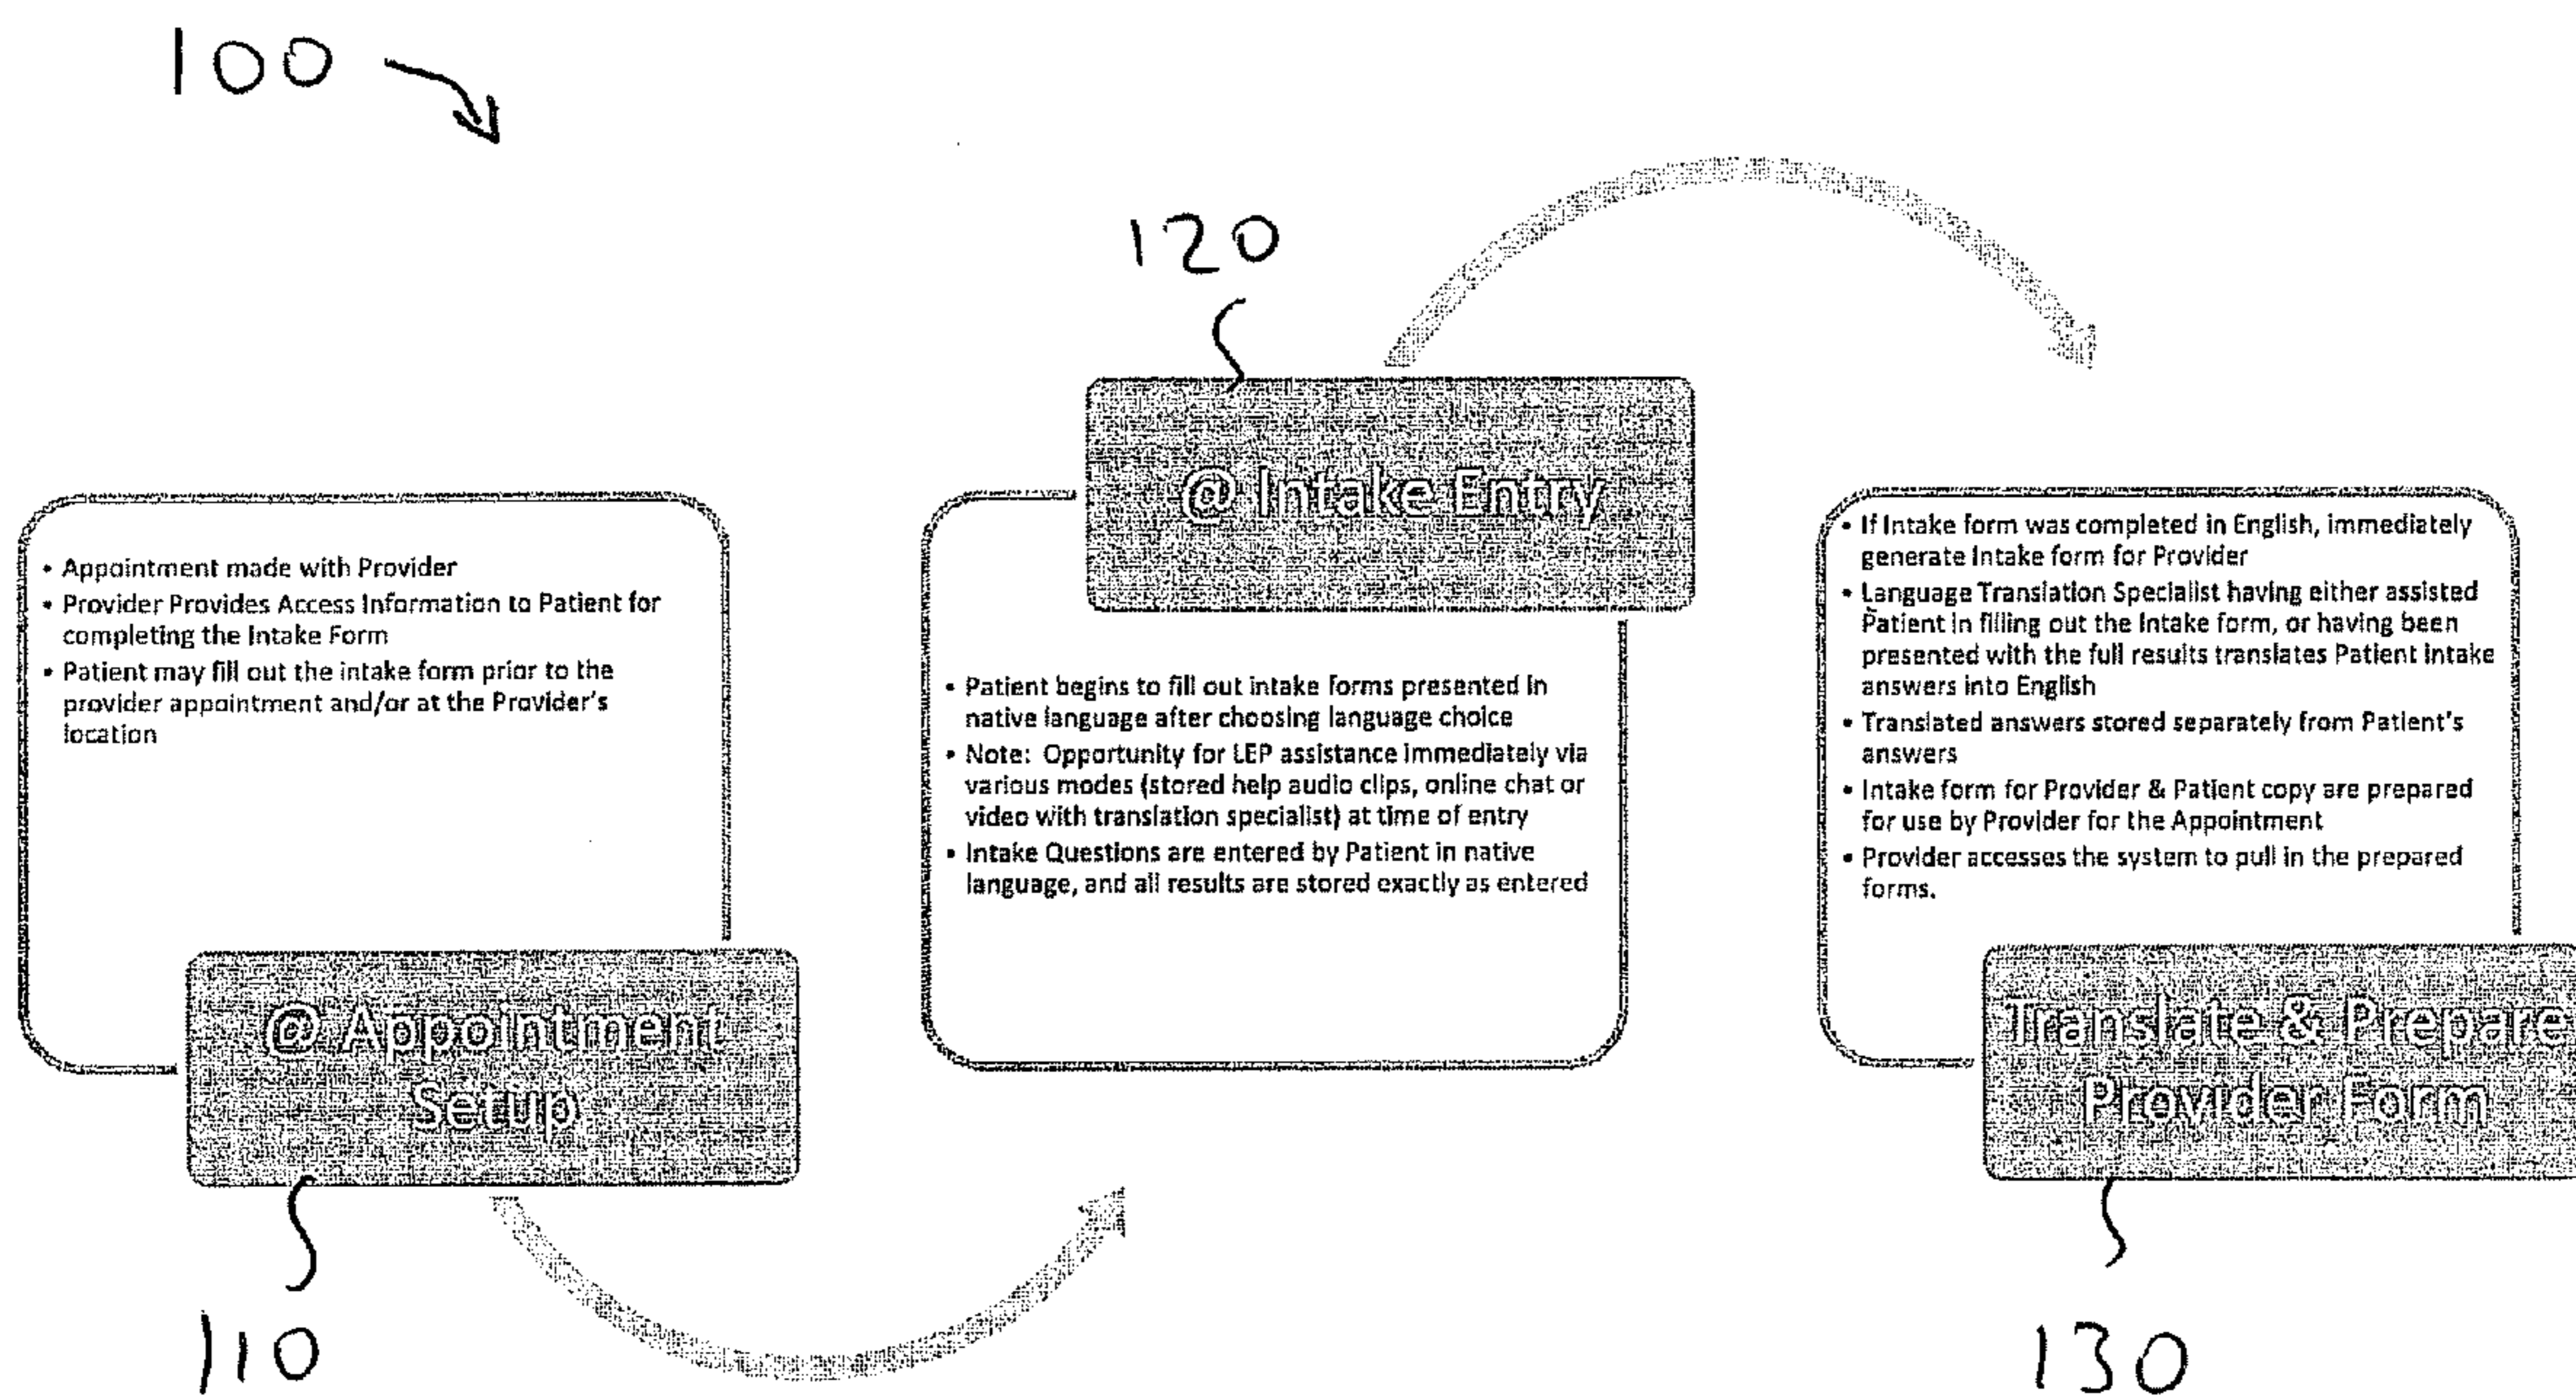 100
• Appointment made with Provider
• Provider Provides Access Information to Patient for
completing the Intake Form
• Patient may fill out the intake form prior to the
provider appointment and/or at the Provider's
location
@ Appointment
Setup
110
120
@ Intake Entry
• Patient begins to fill out intake forms presented in
native language after choosing language choice
• Note: Opportunity for LEP assistance immediately via
various modes (stored help audio clips, online chat or
video with translation specialist) at time of entry
• Intake Questions are entered by Patient in native
language, and all results are stored exactly as entered
• If Intake form was completed in English, immediately
generate Intake form for Provider
• Language Translation Specialist having either assisted
Patient in filling out the Intake form, or having been
presented with the full results translates Patient intake
answers into English
• Translated answers stored separately from Patient's
answers
• Intake form for Provider & Patient copy are prepared
for use by Provider for the Appointment
• Provider accesses the system to pull in the prepared
forms.
Translate & Prepare
Provider Form
130